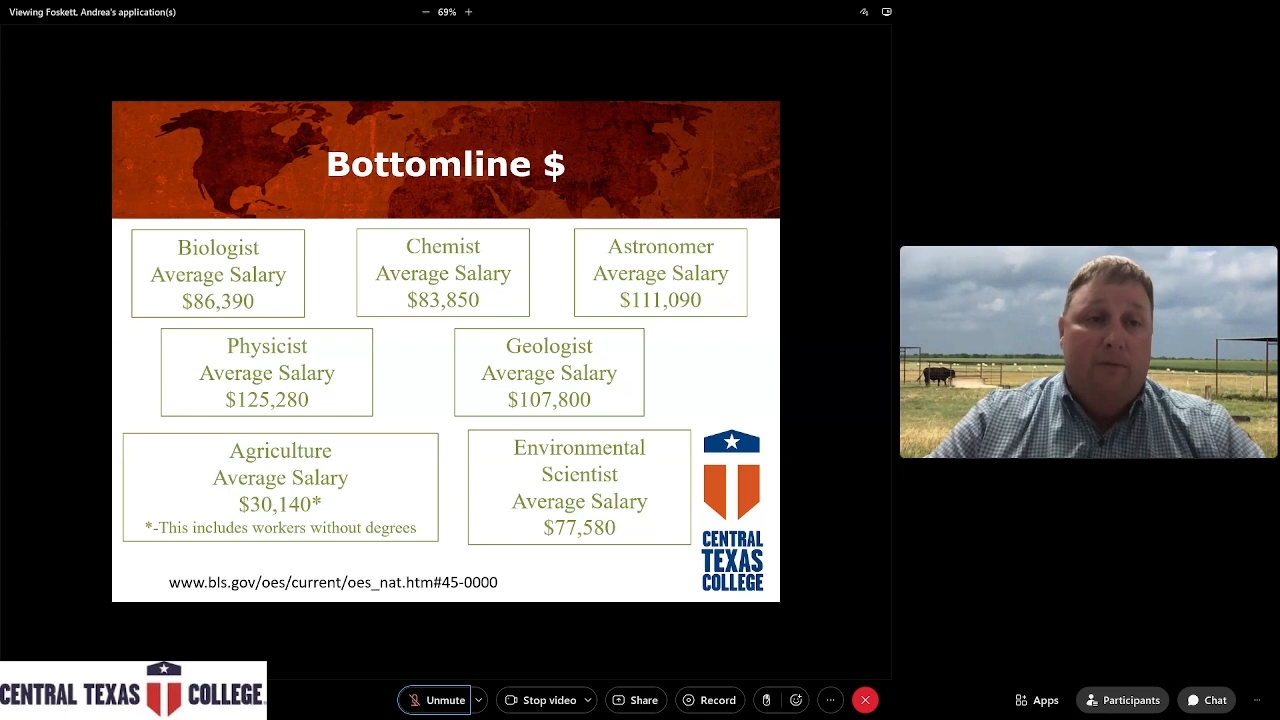 Viewing Foskett, Andrea's application(s)
69%
Bottomline $
Biologist
Average Salary
$86,390
Chemist
Average Salary
$83,850
Astronomer
Average Salary
$111,090
Physicist
Average Salary
$125,280
Geologist
Average Salary
$107,800
Agriculture
Average Salary
$30,140*
*-This includes workers without degrees
Environmental
Scientist
Average Salary
$77,580
CENTRAL
TEXAS
COLLEGE
www.bls.gov/oes/current/oes_nat.htm#45-0000
CENTRAL TEXAS COLLEGE
Unmute
Stop video
Share
Record
Apps
Participants
Chat